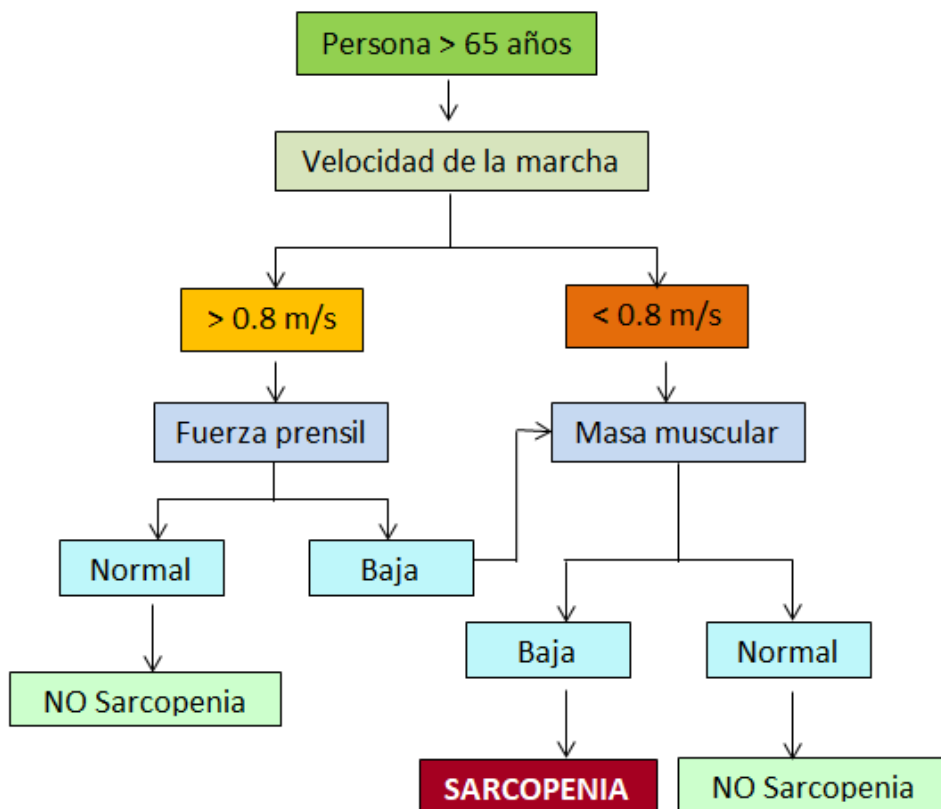 Persona > 65 años
Velocidad de la marcha
> 0.8 m/s
< 0.8 m/s
Fuerza prensil
Masa muscular
Normal
Baja
Baja
Normal
NO Sarcopenia
SARCOPENIA
NO Sarcopenia